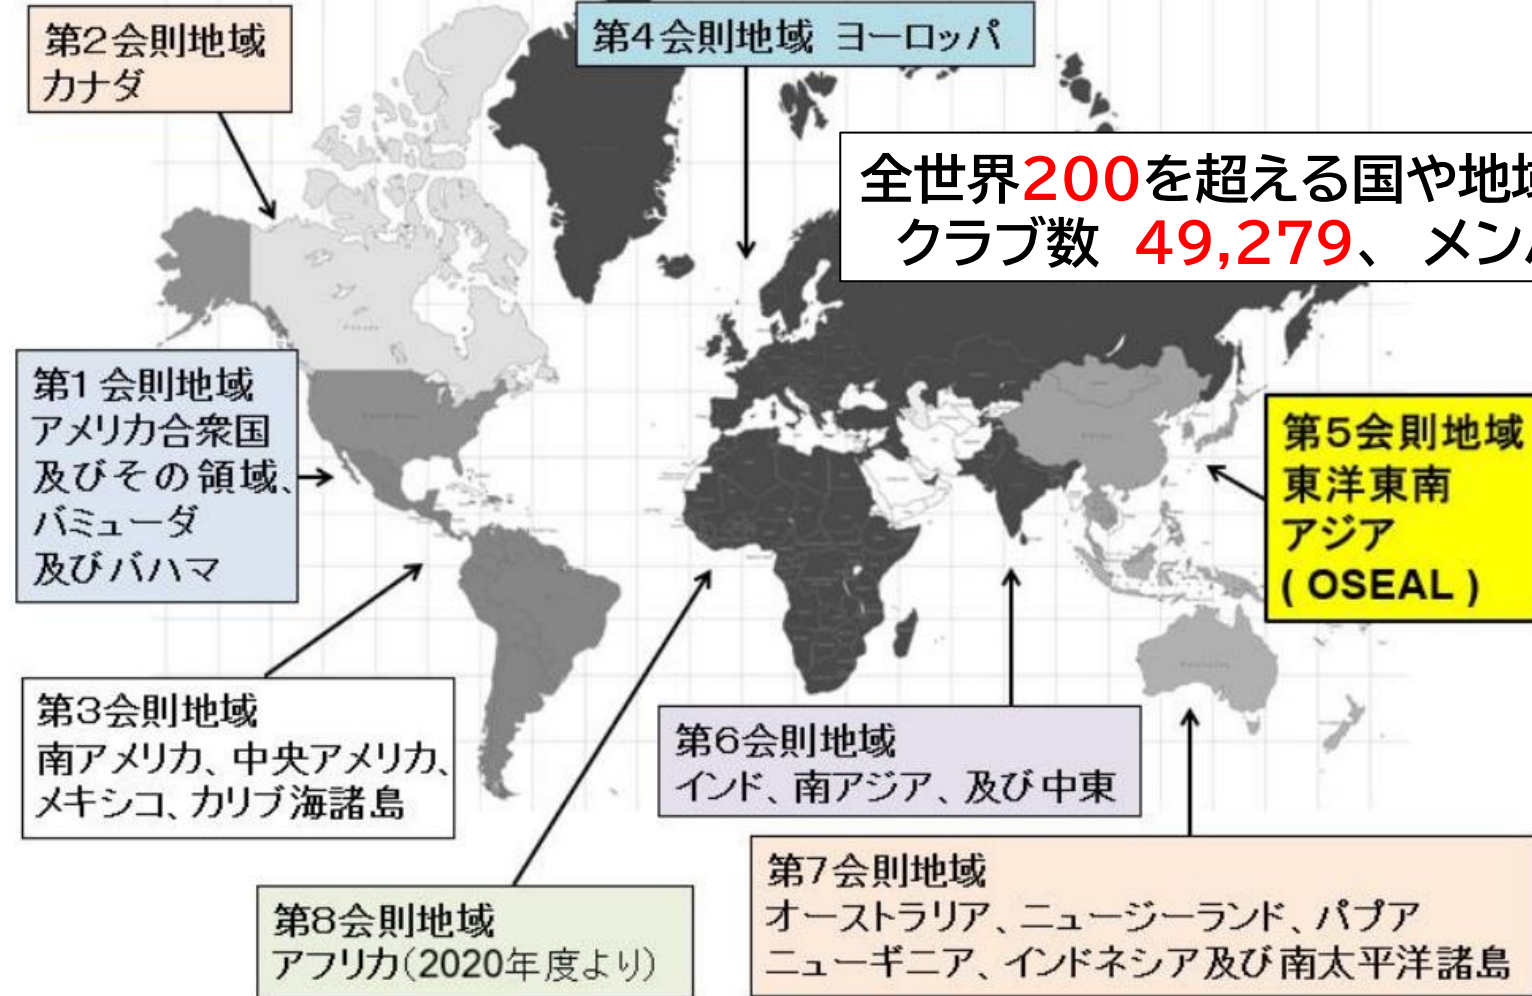 第2会則地域
カナダ
第4会則地域 ヨーロッパ
全世界200を超える国や地域
クラブ数 49,279、 メン
第1会則地域
アメリカ合衆国
及びその領域、
バミューダ
及びバハマ
第5会則地域
東洋東南
アジア
( OSEAL )
第3会則地域
南アメリカ、中央アメリカ、
メキシコ、カリブ海諸島
第6会則地域
インド、南アジア、及び中東
第7会則地域
オーストラリア、ニュージーランド、パプア
ニューギニア、インドネシア及び南太平洋諸島
第8会則地域
アフリカ(2020年度より)